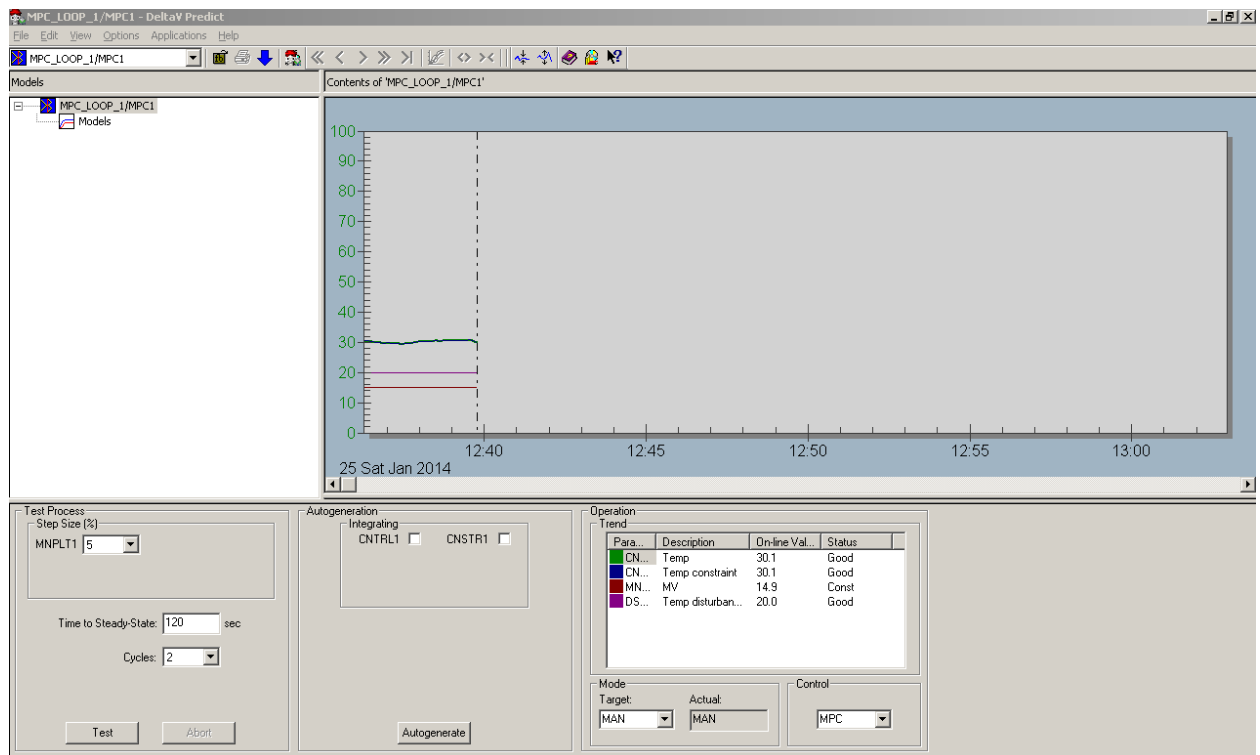 MPC_LOOP_1/MPC1 - DeltaV Predict
File Edit View Options Applications Help
MPC_LOOP_1/MPC1
Models
Contents of 'MPC_LOOP_1/MPC1'
MPC_LOOP_1/MPC1
Models
100
90
80
70
60
50
40
30
20
10
0
12:40 12:45 12:50 12:55 13:00
25 Sat Jan 2014
Test Process
Step Size (%)
MNPLT1 5
Time to Steady-State: 120 sec
Cycles: 2
Test Abort
Autogeneration
Integrating
CNTRL1 CNSTR1
Autogenerate
Operation
Trend
Para... Description On-line Val... Status
CN... Temp 30.1 Good
CN... Temp constraint 30.1 Good
MN... MV 14.9 Const
DS... Temp disturban... 20.0 Good
Mode
Target: Actual:
MAN MAN
Control
MPC